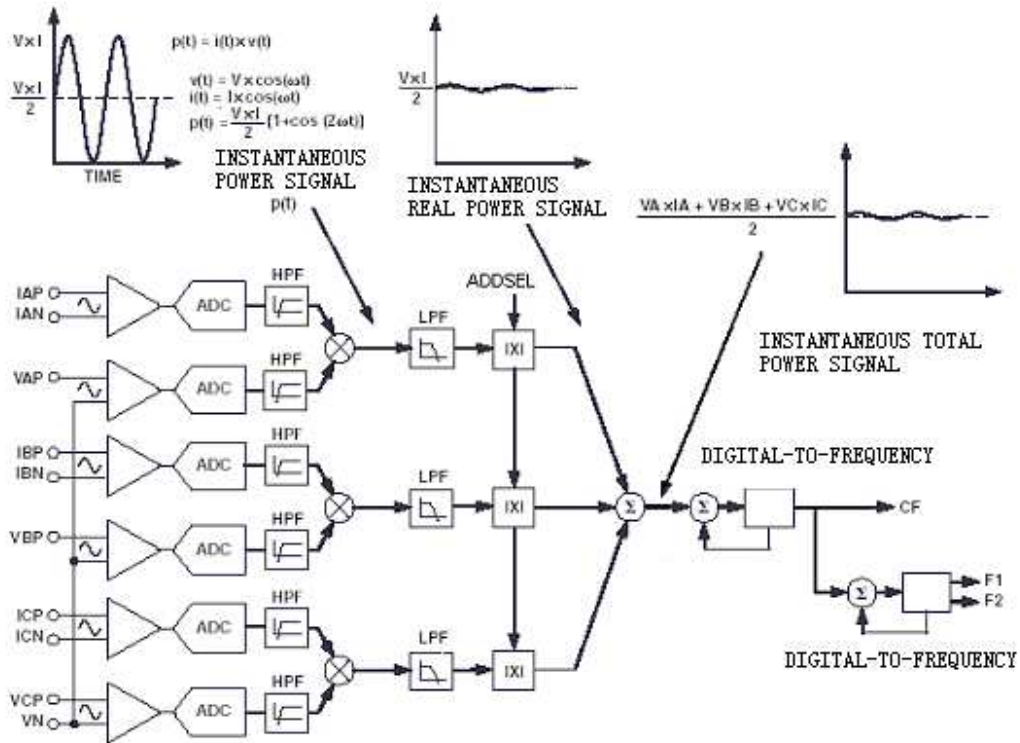 V×I
p(t) = i(t)×v(t)
V×I
2
v(t) = V×cos(ωt)
i(t) = I×cos(ωt)
p(t) = V×I/2 [1+cos (2ωt)]
TIME
INSTANTANEOUS
POWER SIGNAL
p(t)
V×I
2
INSTANTANEOUS
REAL POWER SIGNAL
VA×IA + VB×IB + VC×IC
2
INSTANTANEOUS TOTAL
POWER SIGNAL
ADDSEL
IAP
IAN
ADC
HPF
LPF
|X|
VAP
ADC
HPF
IBP
IBN
ADC
HPF
LPF
|X|
VBP
ADC
HPF
ICP
ICN
ADC
HPF
LPF
|X|
VCP
VN
ADC
HPF
Σ
Σ
DIGITAL-TO-FREQUENCY
CF
Σ
F1
F2
DIGITAL-TO-FREQUENCY